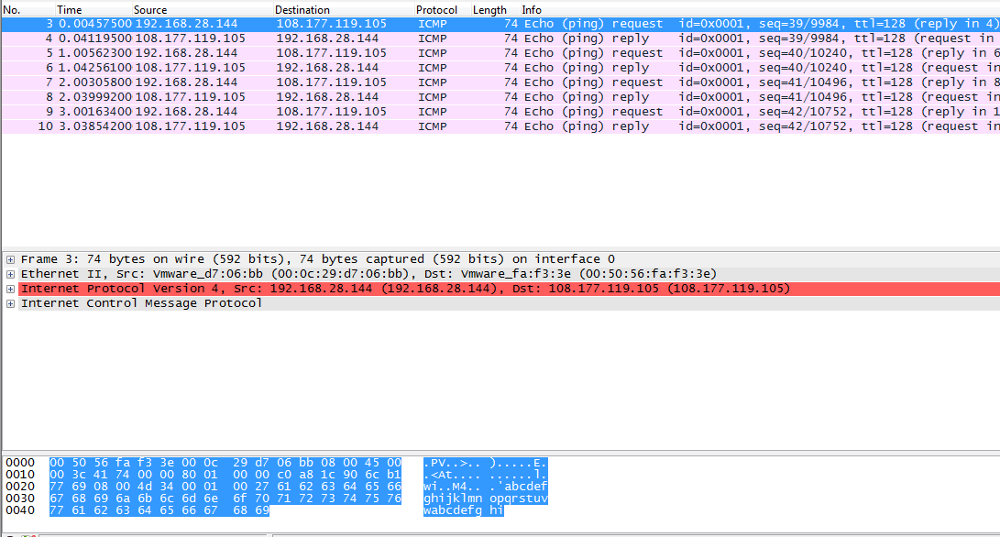 No. Time Source Destination Protocol Length Info
3 0.00457500 192.168.28.144 108.177.119.105 ICMP 74 Echo (ping) request id=0x0001, seq=39/9984, ttl=128 (reply in 4)
4 0.04119500 108.177.119.105 192.168.28.144 ICMP 74 Echo (ping) reply id=0x0001, seq=39/9984, ttl=128 (request in
5 1.00562300 192.168.28.144 108.177.119.105 ICMP 74 Echo (ping) request id=0x0001, seq=40/10240, ttl=128 (reply in 6
6 1.04256100 108.177.119.105 192.168.28.144 ICMP 74 Echo (ping) reply id=0x0001, seq=40/10240, ttl=128 (request in
7 2.00305800 192.168.28.144 108.177.119.105 ICMP 74 Echo (ping) request id=0x0001, seq=41/10496, ttl=128 (reply in 8
8 2.03999200 108.177.119.105 192.168.28.144 ICMP 74 Echo (ping) reply id=0x0001, seq=41/10496, ttl=128 (request in
9 3.00163400 192.168.28.144 108.177.119.105 ICMP 74 Echo (ping) request id=0x0001, seq=42/10752, ttl=128 (reply in 1
10 3.03854200 108.177.119.105 192.168.28.144 ICMP 74 Echo (ping) reply id=0x0001, seq=42/10752, ttl=128 (request in
Frame 3: 74 bytes on wire (592 bits), 74 bytes captured (592 bits) on interface 0
Ethernet II, Src: Vmware_d7:06:bb (00:0c:29:d7:06:bb), Dst: Vmware_fa:f3:3e (00:50:56:fa:f3:3e)
Internet Protocol Version 4, Src: 192.168.28.144 (192.168.28.144), Dst: 108.177.119.105 (108.177.119.105)
Internet Control Message Protocol
0000 00 50 56 fa f3 3e 00 0c 29 d7 06 bb 08 00 45 00 .PV..>.. ).....E.
0010 00 3c 41 74 00 00 80 01 00 00 c0 a8 1c 90 6c b1 .<At.... ......l.
0020 77 69 08 00 4d 34 00 01 00 27 61 62 63 64 65 66 wi..M4.. .'abcdef
0030 67 68 69 6a 6b 6c 6d 6e 6f 70 71 72 73 74 75 76 ghijklmn opqrstuv
0040 77 61 62 63 64 65 66 67 68 69 wabcdefg hi